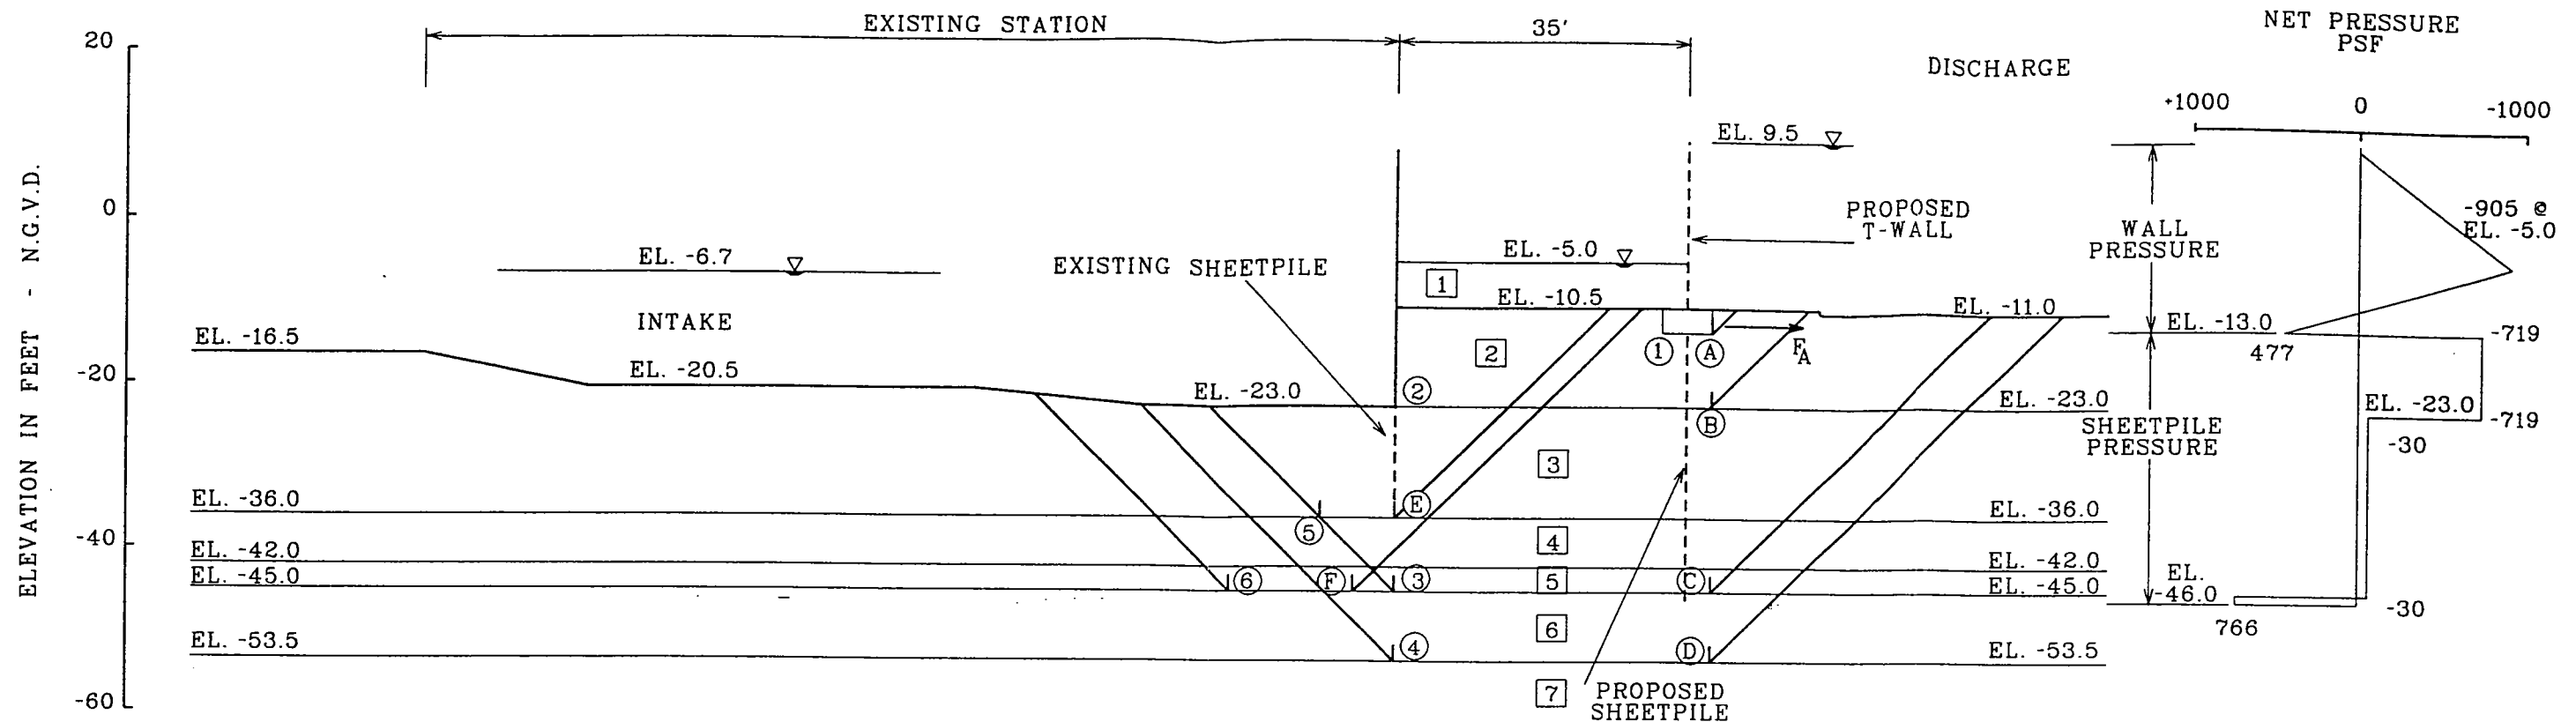 EXISTING STATION
35'
NET PRESSURE
PSF
DISCHARGE
20
+1000
0
-1000
EL. 9.5
ELEVATION IN FEET - N.G.V.D.
0
PROPOSED
T-WALL
-905 @
EL. -5.0
WALL
PRESSURE
EL. -6.7
EXISTING SHEETPILE
EL. -5.0
1
EL. -10.5
EL. -11.0
INTAKE
EL. -16.5
EL. -13.0
-719
477
2
1
A
FA
-20
EL. -20.5
EL. -23.0
2
B
EL. -23.0
EL. -23.0
-719
SHEETPILE
PRESSURE
-30
3
EL. -36.0
E
5
EL. -36.0
-40
4
EL. -42.0
EL. -42.0
EL. -45.0
6
F
3
5
C
EL. -45.0
EL.
-46.0
-30
766
6
EL. -53.5
4
D
EL. -53.5
-60
7
PROPOSED
SHEETPILE